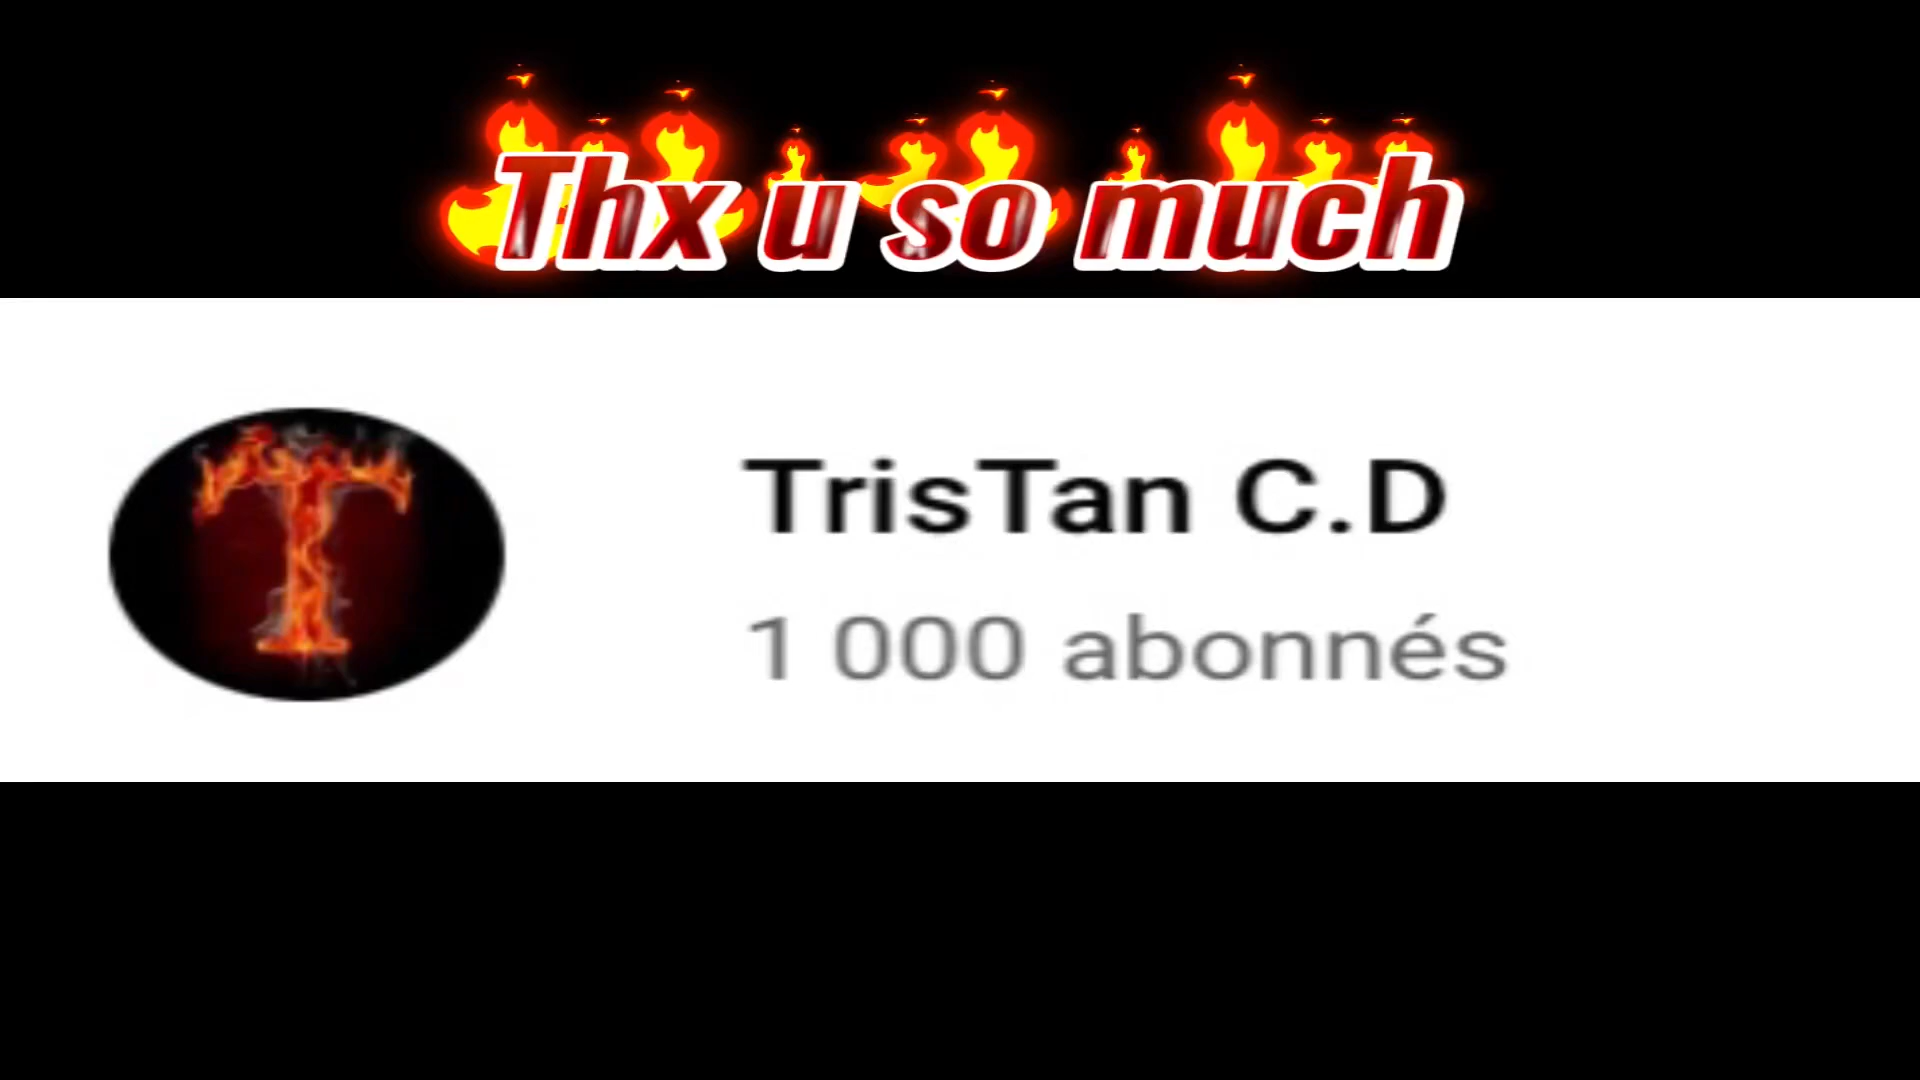 Thx u so much
T
TrisTan C.D
1 000 abonnés